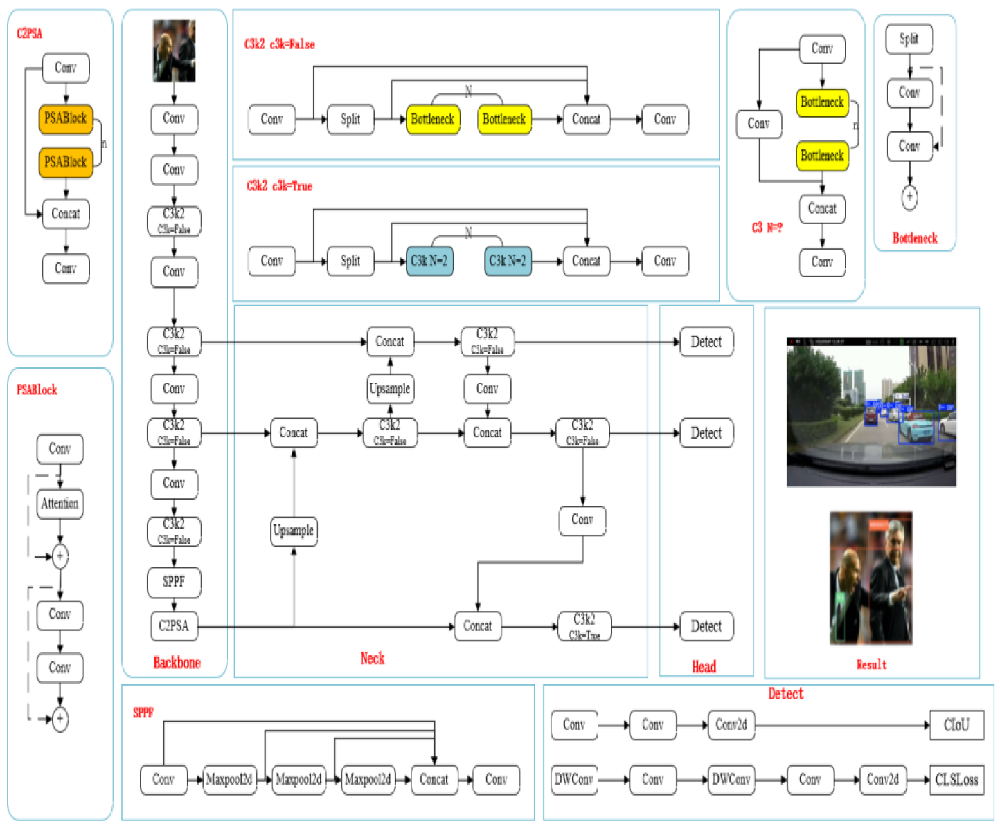 C2PSA
Conv
PSABlock
n
PSABlock
Concat
Conv
PSABlock
Conv
Attention
+
Conv
Conv
+
Conv
Conv
C3k2
C3k=False
Conv
C3k2
C3k=False
Conv
C3k2
C3k=False
Conv
C3k2
C3k=False
SPPF
C2PSA
Backbone
C3k2 c3k=False
N
Conv
Split
Bottleneck
Bottleneck
Concat
Conv
C3k2 c3k=True
N
Conv
Split
C3k N=2
C3k N=2
Concat
Conv
Conv
Bottleneck
Conv
n
Bottleneck
Concat
C3 N=?
Conv
Split
Conv
Conv
+
Bottleneck
Concat
C3k2
C3k=False
Upsample
Conv
Concat
C3k2
C3k=False
Concat
C3k2
C3k=False
Upsample
Conv
Concat
C3k2
C3k=True
Neck
Detect
Detect
Detect
Head
Result
SPPF
Conv
Maxpool2d
Maxpool2d
Maxpool2d
Concat
Conv
Detect
Conv
Conv
Conv2d
CIoU
DWConv
Conv
DWConv
Conv
Conv2d
CLSLoss